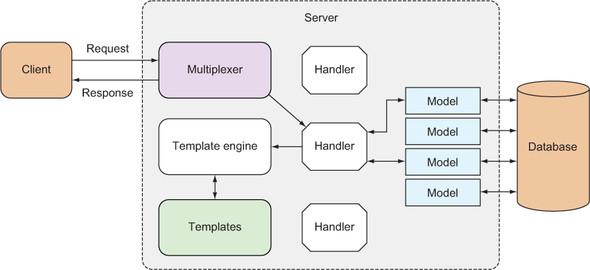 Server
Request
Client
Multiplexer
Handler
Response
Model
Model
Template engine
Handler
Database
Model
Model
Templates
Handler